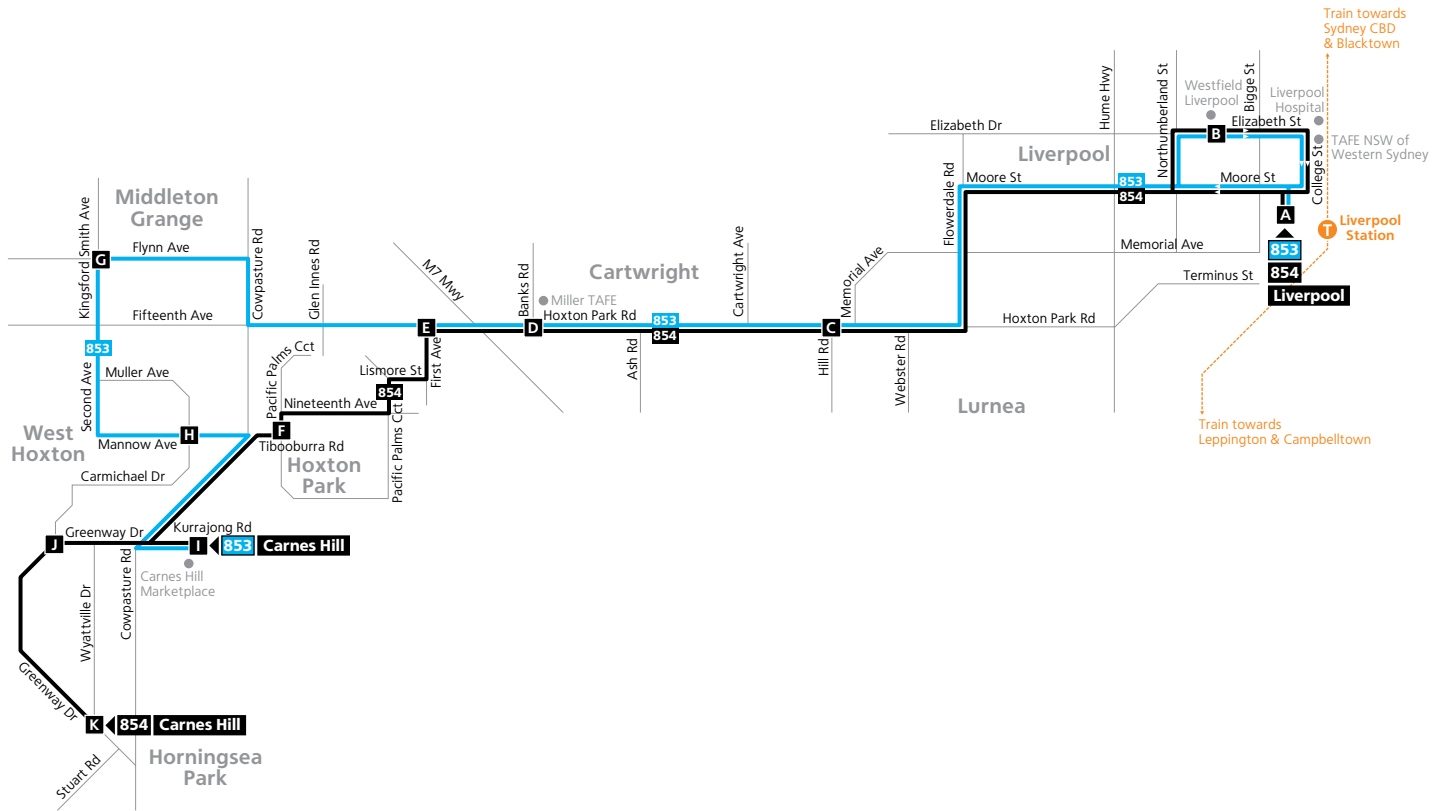 Train towards
Sydney CBD
& Blacktown
Hume Hwy
Northumberland St
Westfield
Liverpool
Bigge St
Liverpool
Hospital
Elizabeth Dr
Elizabeth St
B
Liverpool
College St
TAFE NSW of
Western Sydney
Flowerdale Rd
Moore St
853
854
Moore St
A
T
Liverpool
Station
Memorial Ave
853
854
Liverpool
Terminus St
Hoxton Park Rd
Middleton
Grange
Kingsford Smith Ave
G
Flynn Ave
Cowpasture Rd
Glen Innes Rd
M7 Mwy
Banks Rd
Cartwright
Miller TAFE
Cartwright Ave
Memorial Ave
Fifteenth Ave
E
D
Hoxton Park Rd
853
854
C
853
Second Ave
Muller Ave
Pacific Palms Cct
Lismore St
First Ave
854
Ash Rd
Hill Rd
Webster Rd
Lurnea
Nineteenth Ave
Pacific Palms Cct
West
Hoxton
H
Mannow Ave
F
Tibooburra Rd
Hoxton
Park
Carmichael Dr
Train towards
Leppington & Campbelltown
Greenway Dr
Kurrajong Rd
J
I
853
Carnes Hill
Carnes Hill
Marketplace
Wyattville Dr
Cowpasture Rd
Greenway Dr
K
854
Carnes Hill
Stuart Rd
Horningsea
Park